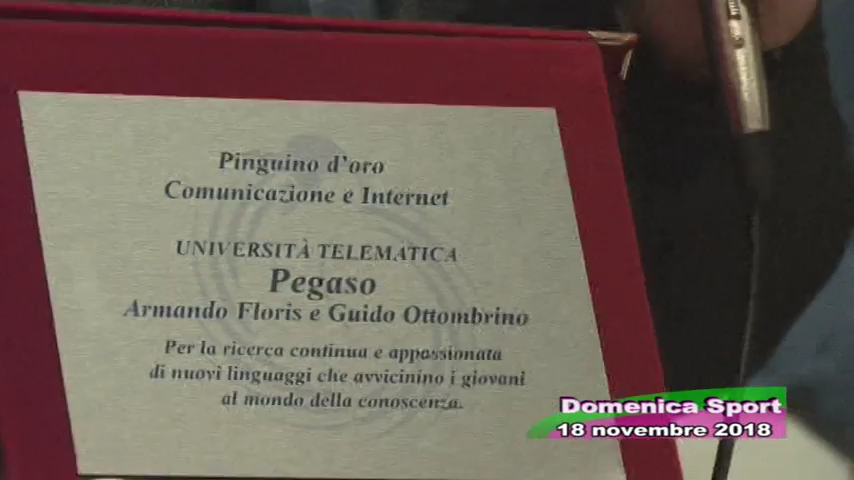 Pinguino d'oro
Comunicazione e Internet
UNIVERSITÀ TELEMATICA
Pegaso
Armando Floris e Guido Ottombrino
Per la ricerca continua e appassionata
di nuovi linguaggi che avvicinino i giovani
al mondo della conoscenza.
Domenica Sport
18 novembre 2018